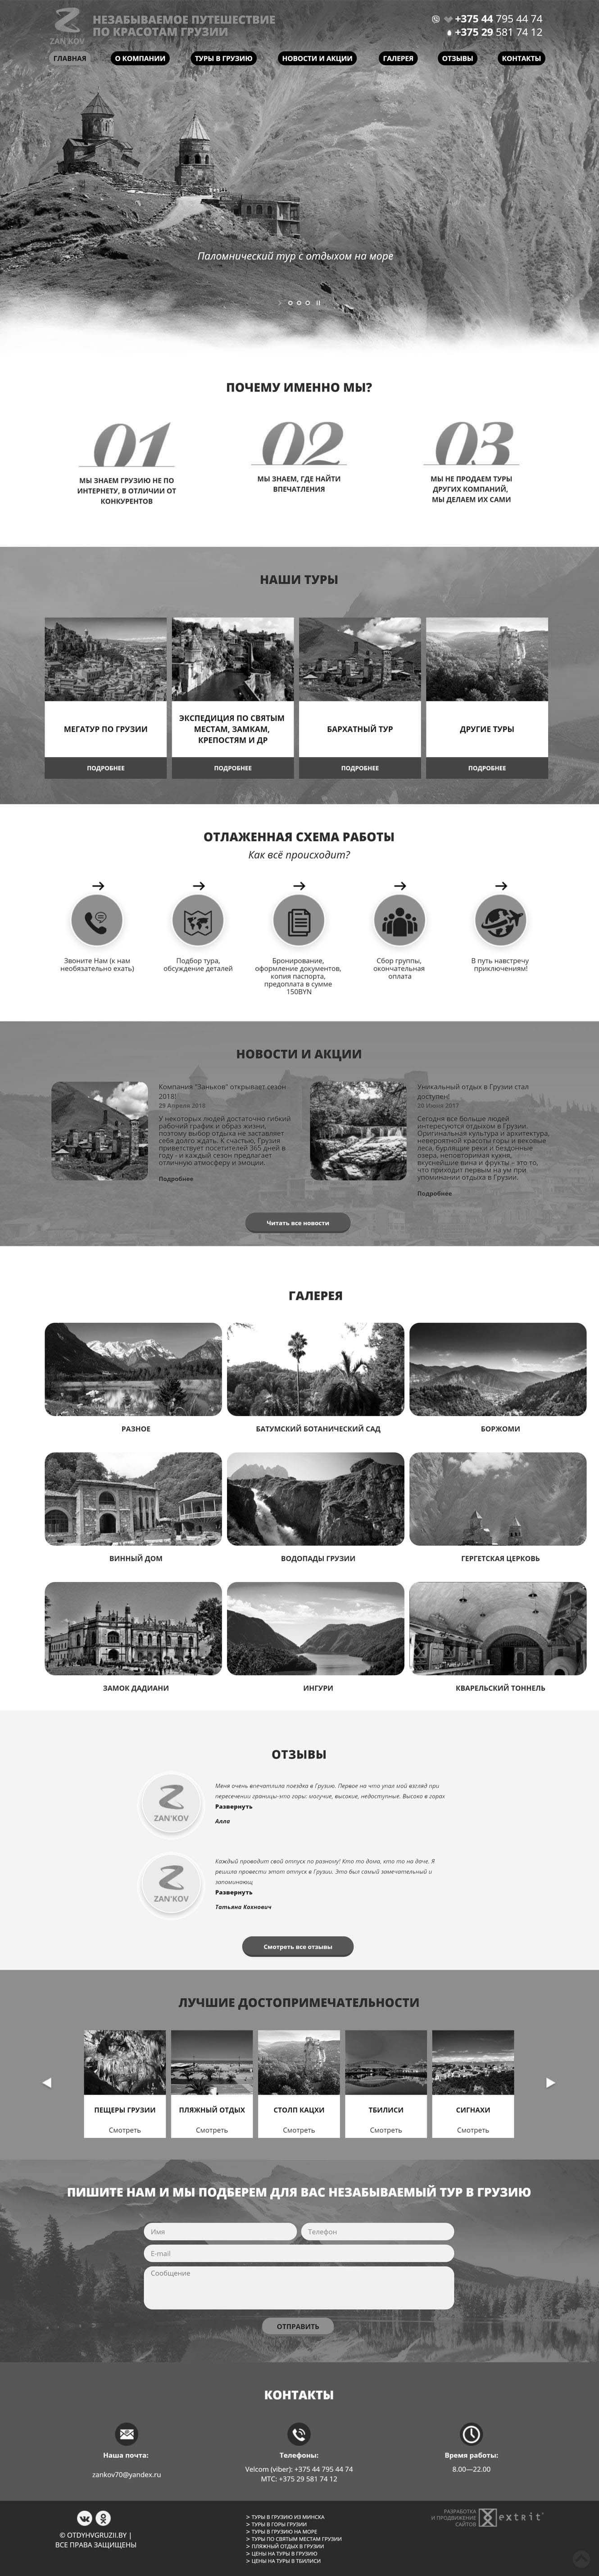 ZAN'KOV
НЕЗАБЫВАЕМОЕ ПУТЕШЕСТВИЕ
ПО КРАСОТАМ ГРУЗИИ
+375 44 795 44 74
+375 29 581 74 12
ГЛАВНАЯ
О КОМПАНИИ
ТУРЫ В ГРУЗИЮ
НОВОСТИ И АКЦИИ
ГАЛЕРЕЯ
ОТЗЫВЫ
КОНТАКТЫ
Паломнический тур с отдыхом на море
ПОЧЕМУ ИМЕННО МЫ?
01
МЫ ЗНАЕМ ГРУЗИЮ НЕ ПО
ИНТЕРНЕТУ, В ОТЛИЧИИ ОТ
КОНКУРЕНТОВ
02
МЫ ЗНАЕМ, ГДЕ НАЙТИ
ВПЕЧАТЛЕНИЯ
03
МЫ НЕ ПРОДАЕМ ТУРЫ
ДРУГИХ КОМПАНИЙ,
МЫ ДЕЛАЕМ ИХ САМИ
НАШИ ТУРЫ
МЕГАТУР ПО ГРУЗИИ
ПОДРОБНЕЕ
ЭКСПЕДИЦИЯ ПО СВЯТЫМ
МЕСТАМ, ЗАМКАМ,
КРЕПОСТЯМ И ДР
ПОДРОБНЕЕ
БАРХАТНЫЙ ТУР
ПОДРОБНЕЕ
ДРУГИЕ ТУРЫ
ПОДРОБНЕЕ
ОТЛАЖЕННАЯ СХЕМА РАБОТЫ
Как всё происходит?
Звоните Нам (к нам
необязательно ехать)
Подбор тура,
обсуждение деталей
Бронирование,
оформление документов,
копия паспорта,
предоплата в сумме
150BYN
Сбор группы,
окончательная
оплата
В путь навстречу
приключениям!
НОВОСТИ И АКЦИИ
Компания "Заньков" открывает сезон
2018!
29 Апреля 2018
У некоторых людей достаточно гибкий
рабочий график и образ жизни,
поэтому выбор отдыха не заставляет
себя долго ждать. К счастью, Грузия
приветствует посетителей 365 дней в
году - и каждый сезон предлагает
отличную атмосферу и эмоции.
Подробнее
Уникальный отдых в Грузии стал
доступен!
20 Июня 2017
Сегодня все больше людей
интересуются отдыхом в Грузии.
Оригинальная культура и архитектура,
невероятной красоты горы и вековые
леса, бурлящие реки и бездонные
озера, неповторимая кухня,
вкуснейшие вина и фрукты – это то,
что приходит первым на ум при
упоминании отдыха в Грузии.
Подробнее
Читать все новости
ГАЛЕРЕЯ
РАЗНОЕ
БАТУМСКИЙ БОТАНИЧЕСКИЙ САД
БОРЖОМИ
ВИННЫЙ ДОМ
ВОДОПАДЫ ГРУЗИИ
ГЕРГЕТСКАЯ ЦЕРКОВЬ
ЗАМОК ДАДИАНИ
ИНГУРИ
КВАРЕЛЬСКИЙ ТОННЕЛЬ
ОТЗЫВЫ
ZAN'KOV
Меня очень впечатлила поездка в Грузию. Первое на что упал мой взгляд при
пересечении границы-это горы: могучие, высокие, недоступные. Высоко в горах
Развернуть
Алла
ZAN'KOV
Каждый проводит свой отпуск по разному! Кто то дома, кто то на даче. Я
решила провести этот отпуск в Грузии. Это был самый замечательный и
запоминающ
Развернуть
Татьяна Кохнович
Смотреть все отзывы
ЛУЧШИЕ ДОСТОПРИМЕЧАТЕЛЬНОСТИ
ПЕЩЕРЫ ГРУЗИИ
Смотреть
ПЛЯЖНЫЙ ОТДЫХ
Смотреть
СТОЛП КАЦХИ
Смотреть
ТБИЛИСИ
Смотреть
СИГНАХИ
Смотреть
ПИШИТЕ НАМ И МЫ ПОДБЕРЕМ ДЛЯ ВАС НЕЗАБЫВАЕМЫЙ ТУР В ГРУЗИЮ
Имя
Телефон
E-mail
Сообщение
ОТПРАВИТЬ
КОНТАКТЫ
Наша почта:
zankov70@yandex.ru
Телефоны:
Velcom (viber): +375 44 795 44 74
МТС: +375 29 581 74 12
Время работы:
8.00—22.00
© OTDYHVGRUZII.BY |
ВСЕ ПРАВА ЗАЩИЩЕНЫ
> ТУРЫ В ГРУЗИЮ ИЗ МИНСКА
> ТУРЫ В ГОРЫ ГРУЗИИ
> ТУРЫ В ГРУЗИЮ НА МОРЕ
> ТУРЫ ПО СВЯТЫМ МЕСТАМ ГРУЗИИ
> ПЛЯЖНЫЙ ОТДЫХ В ГРУЗИИ
> ЦЕНЫ НА ТУРЫ В ГРУЗИЮ
> ЦЕНЫ НА ТУРЫ В ТБИЛИСИ
РАЗРАБОТКА
И ПРОДВИЖЕНИЕ
САЙТОВ
extrit